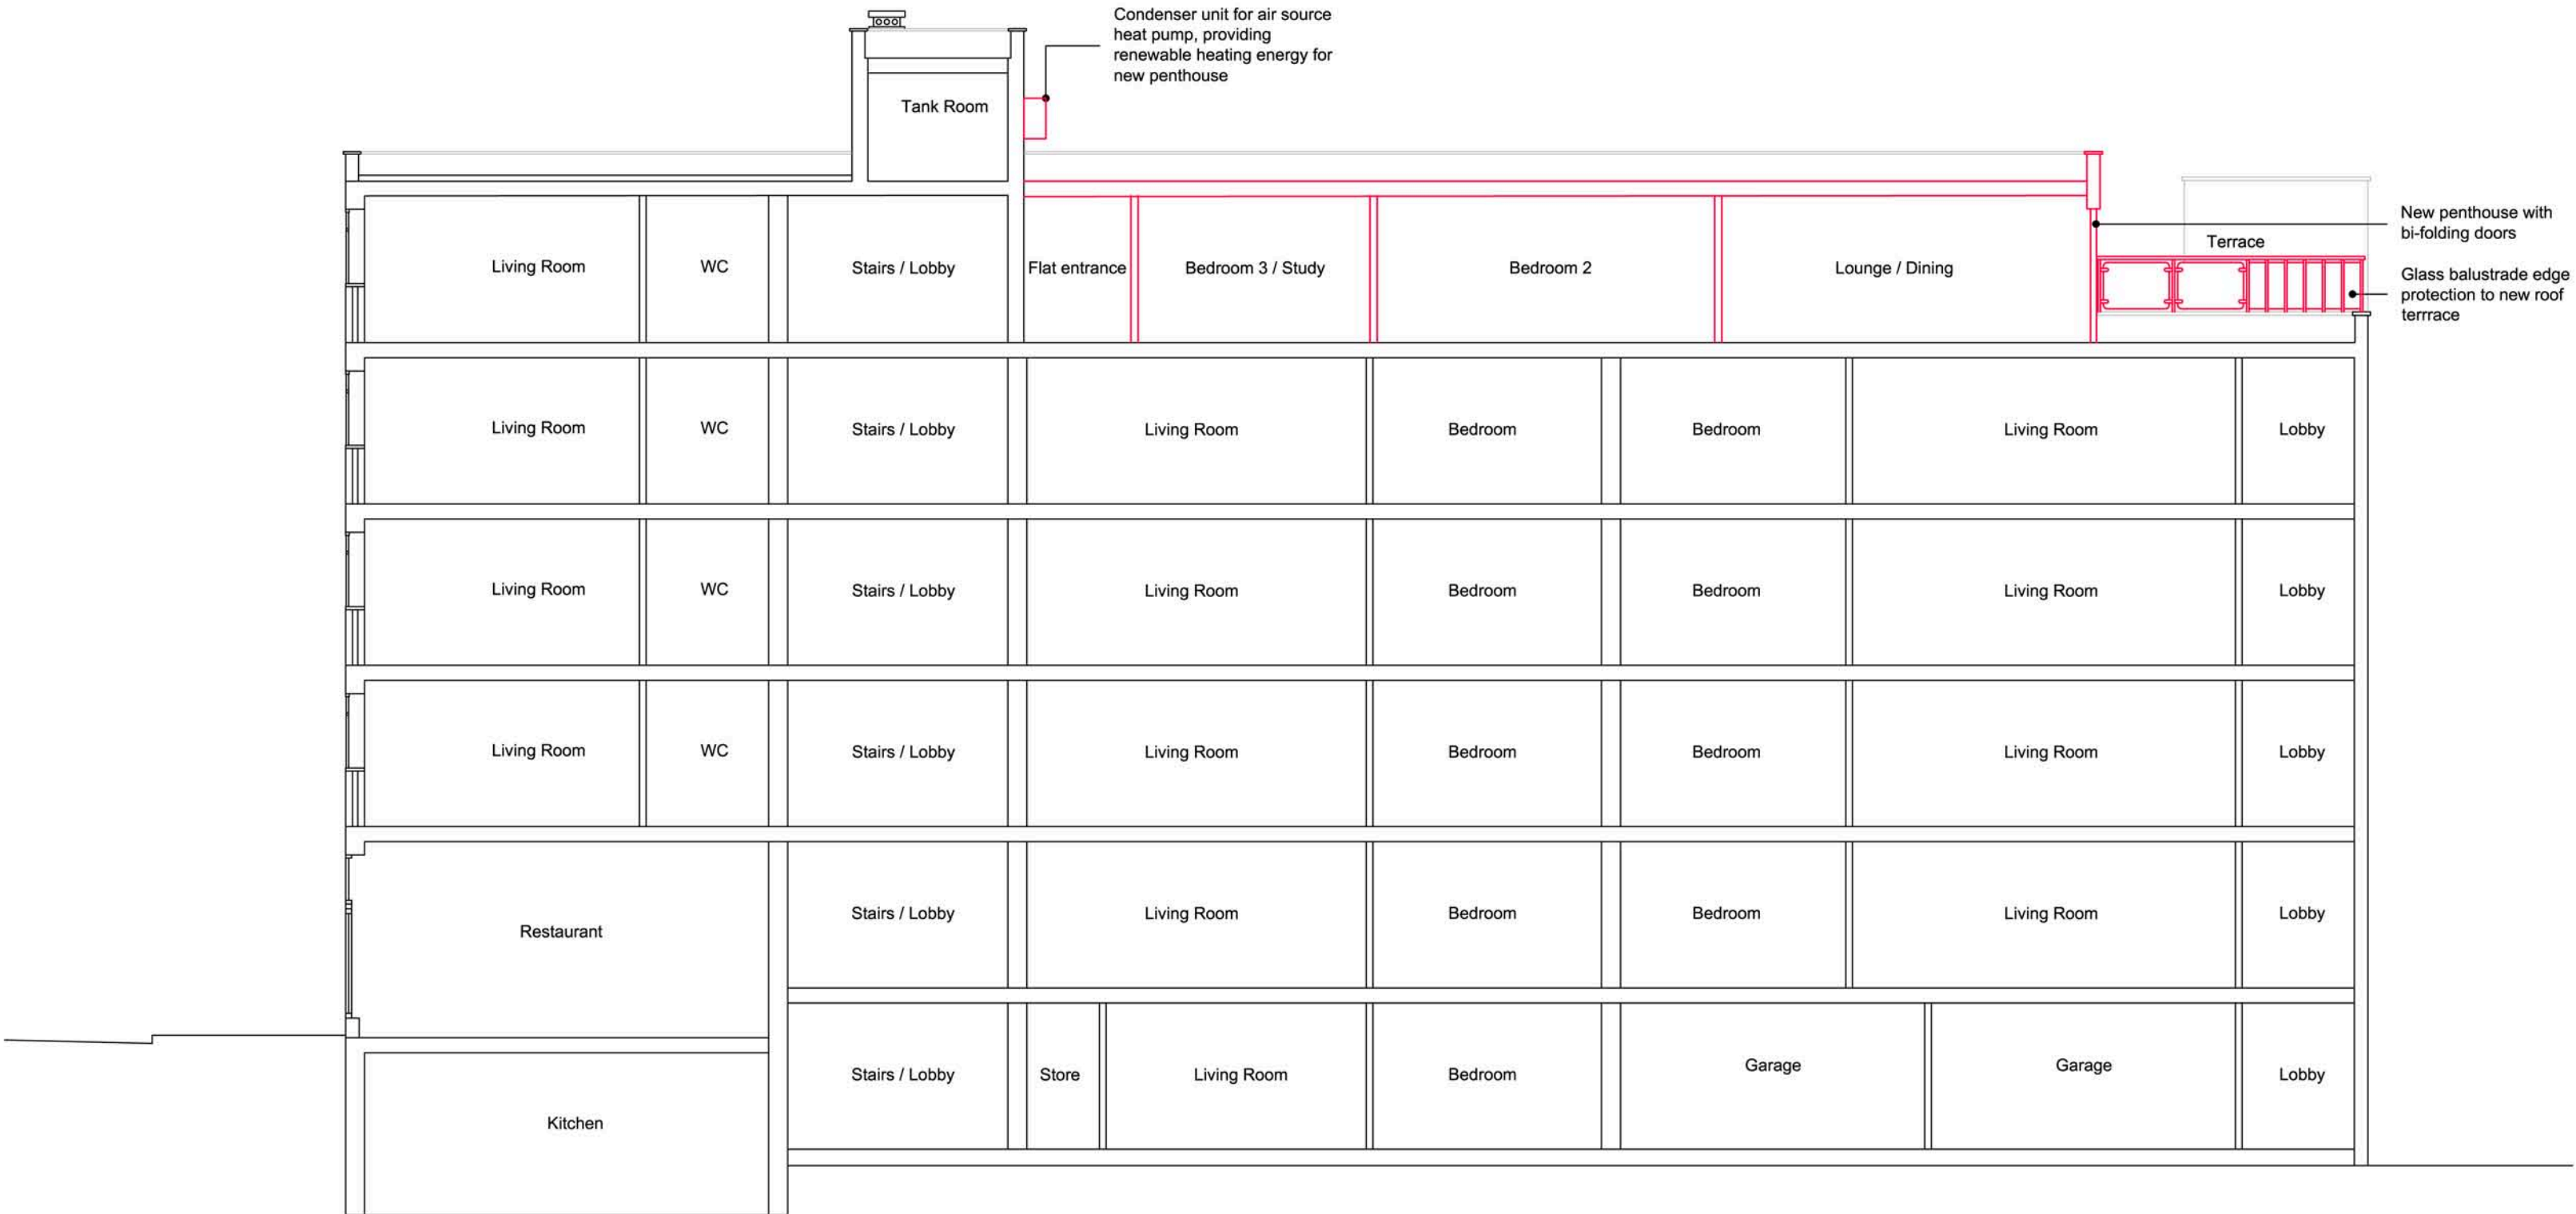 Condenser unit for air source
heat pump, providing
renewable heating energy for
new penthouse
Tank Room
New penthouse with
bi-folding doors
Terrace
Glass balustrade edge
protection to new roof
terrrace
Living Room
WC
Stairs / Lobby
Flat entrance
Bedroom 3 / Study
Bedroom 2
Lounge / Dining
Living Room
WC
Stairs / Lobby
Living Room
Bedroom
Bedroom
Living Room
Lobby
Living Room
WC
Stairs / Lobby
Living Room
Bedroom
Bedroom
Living Room
Lobby
Living Room
WC
Stairs / Lobby
Living Room
Bedroom
Bedroom
Living Room
Lobby
Restaurant
Stairs / Lobby
Living Room
Bedroom
Bedroom
Living Room
Lobby
Kitchen
Stairs / Lobby
Store
Living Room
Bedroom
Garage
Garage
Lobby